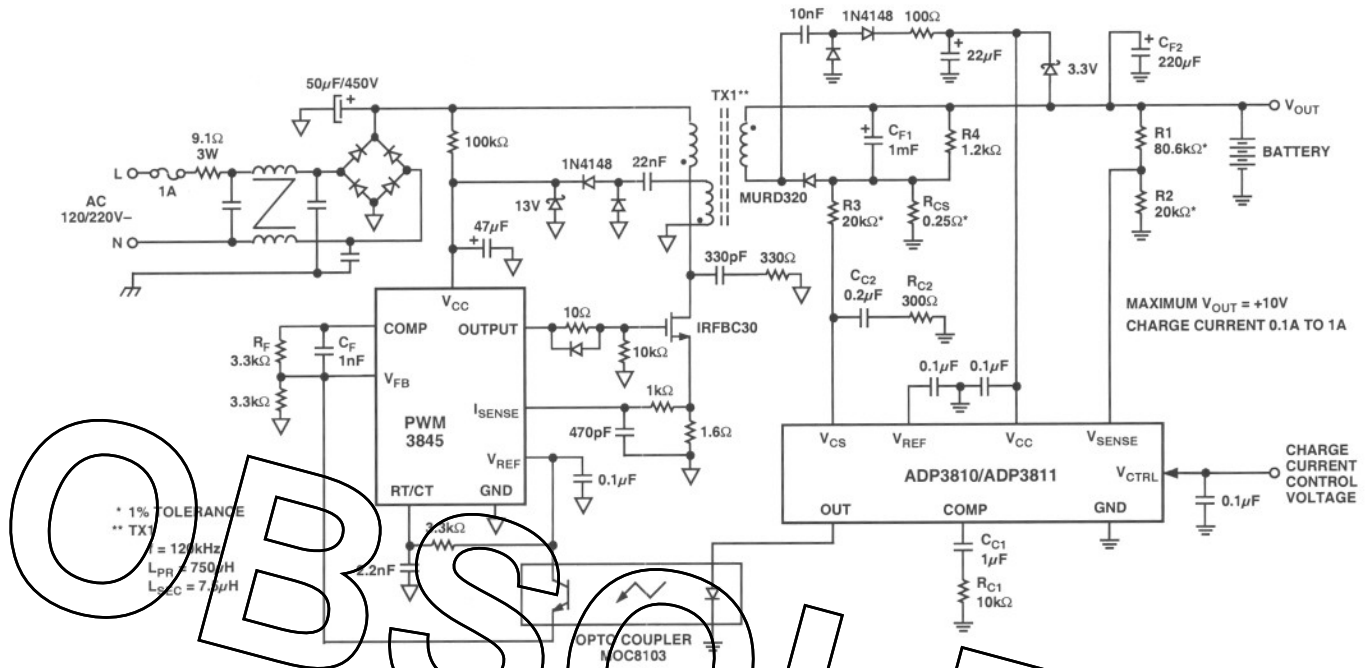 10nF
1N4148
100Ω
22µF
3.3V
CF2
220µF
50µF/450V
TX1**
VOUT
9.1Ω
3W
100kΩ
CF1
1mF
R4
1.2kΩ
R1
80.6kΩ*
BATTERY
L
1A
1N4148
22nF
AC
120/220V~
13V
MURD320
R3
20kΩ*
RCS
0.25Ω*
R2
20kΩ*
N
47µF
330pF
330Ω
CC2
0.2µF
RC2
300Ω
MAXIMUM VOUT = +10V
CHARGE CURRENT 0.1A TO 1A
VCC
COMP
OUTPUT
10Ω
IRFBC30
RF
3.3kΩ
CF
1nF
10kΩ
0.1µF
0.1µF
VFB
3.3kΩ
1kΩ
ISENSE
PWM
3845
470pF
1.6Ω
VREF
0.1µF
RT/CT
GND
VCS
VREF
VCC
VSENSE
ADP3810/ADP3811
VCTRL
OUT
COMP
GND
CHARGE
CURRENT
CONTROL
VOLTAGE
0.1µF
* 1% TOLERANCE
** TX1
f = 120kHz
LPR = 750µH
LSEC = 7.5µH
3.3kΩ
2.2nF
CC1
1µF
RC1
10kΩ
OPTO COUPLER
MOC8103
OBSOL